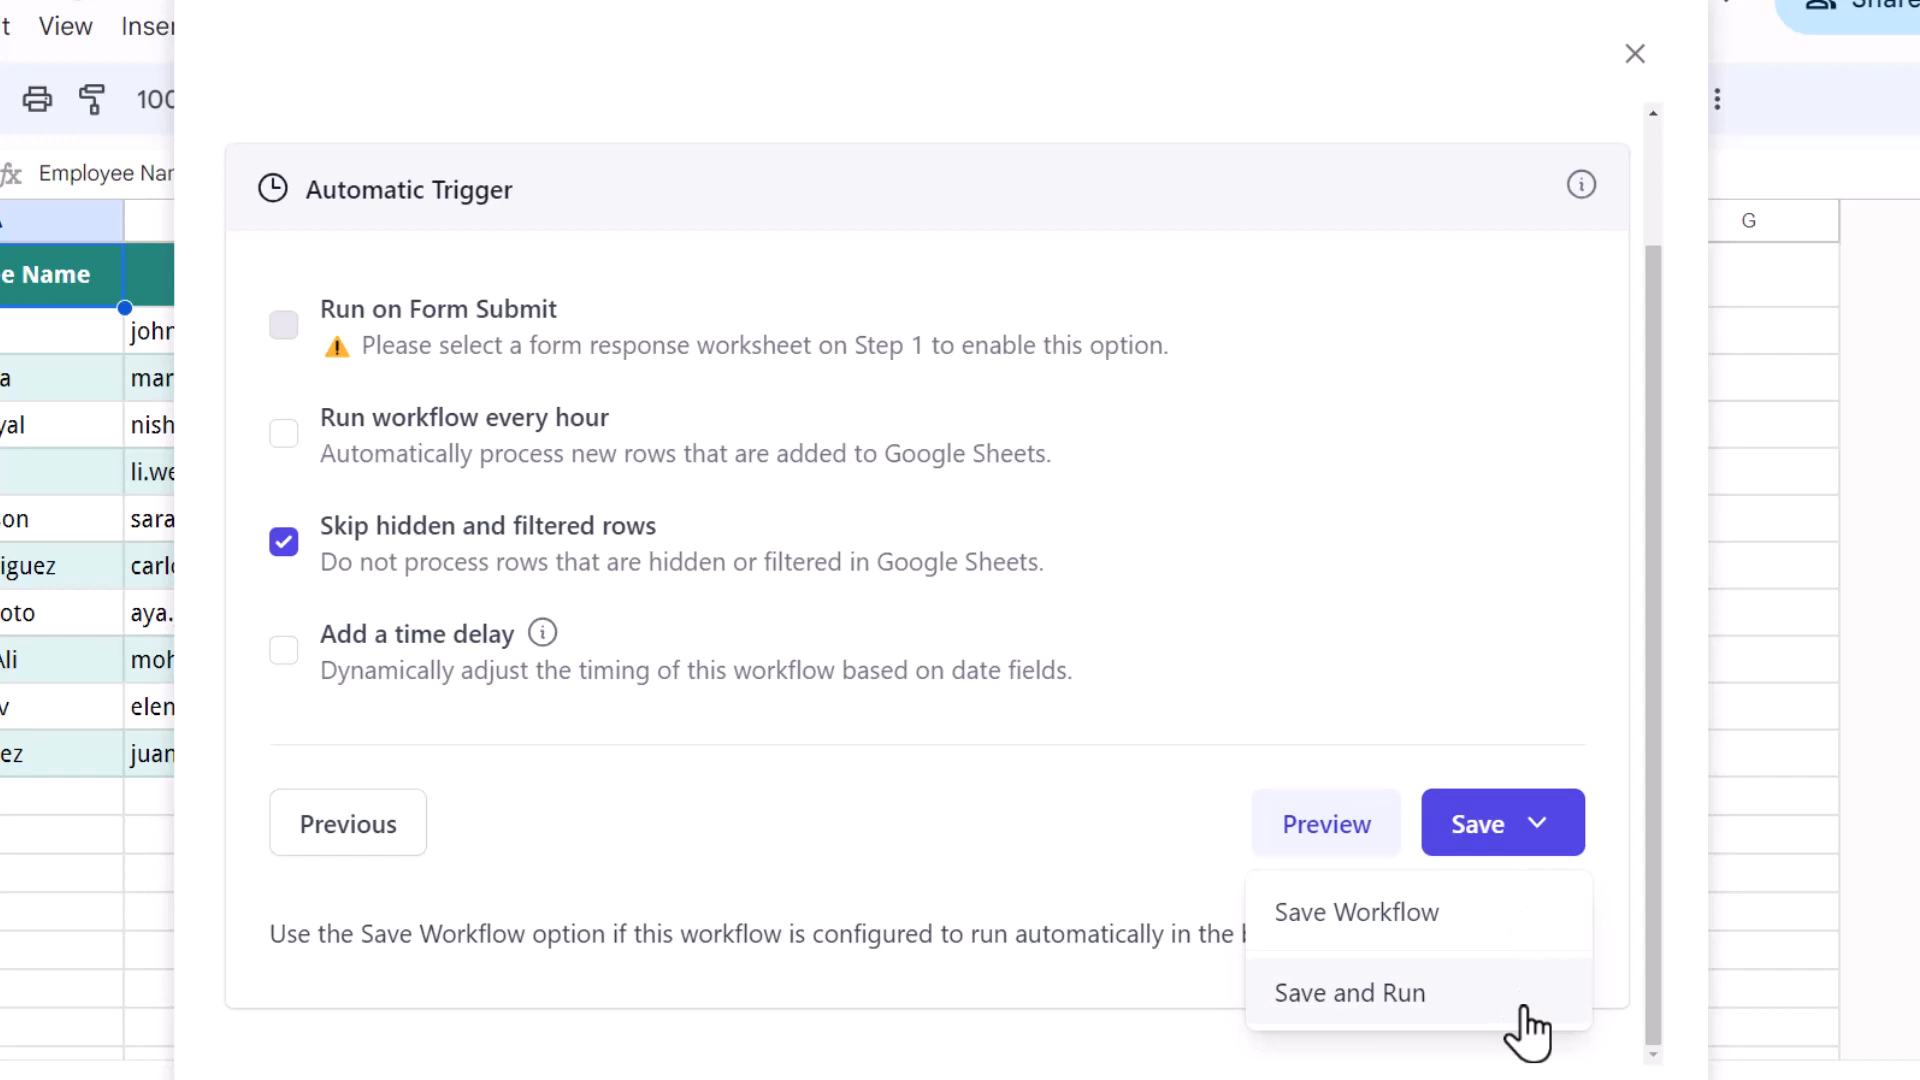 View
100
Employee
G
e Name
john
mar
yal
nish
li.we
son
sara
iguez
carlo
oto
aya.
Ali
moh
v
elen
ez
juan
Automatic Trigger
Run on Form Submit
⚠ Please select a form response worksheet on Step 1 to enable this option.
Run workflow every hour
Automatically process new rows that are added to Google Sheets.
Skip hidden and filtered rows
Do not process rows that are hidden or filtered in Google Sheets.
Add a time delay
Dynamically adjust the timing of this workflow based on date fields.
Previous
Preview
Save
Save Workflow
Use the Save Workflow option if this workflow is configured to run automatically in the
Save and Run